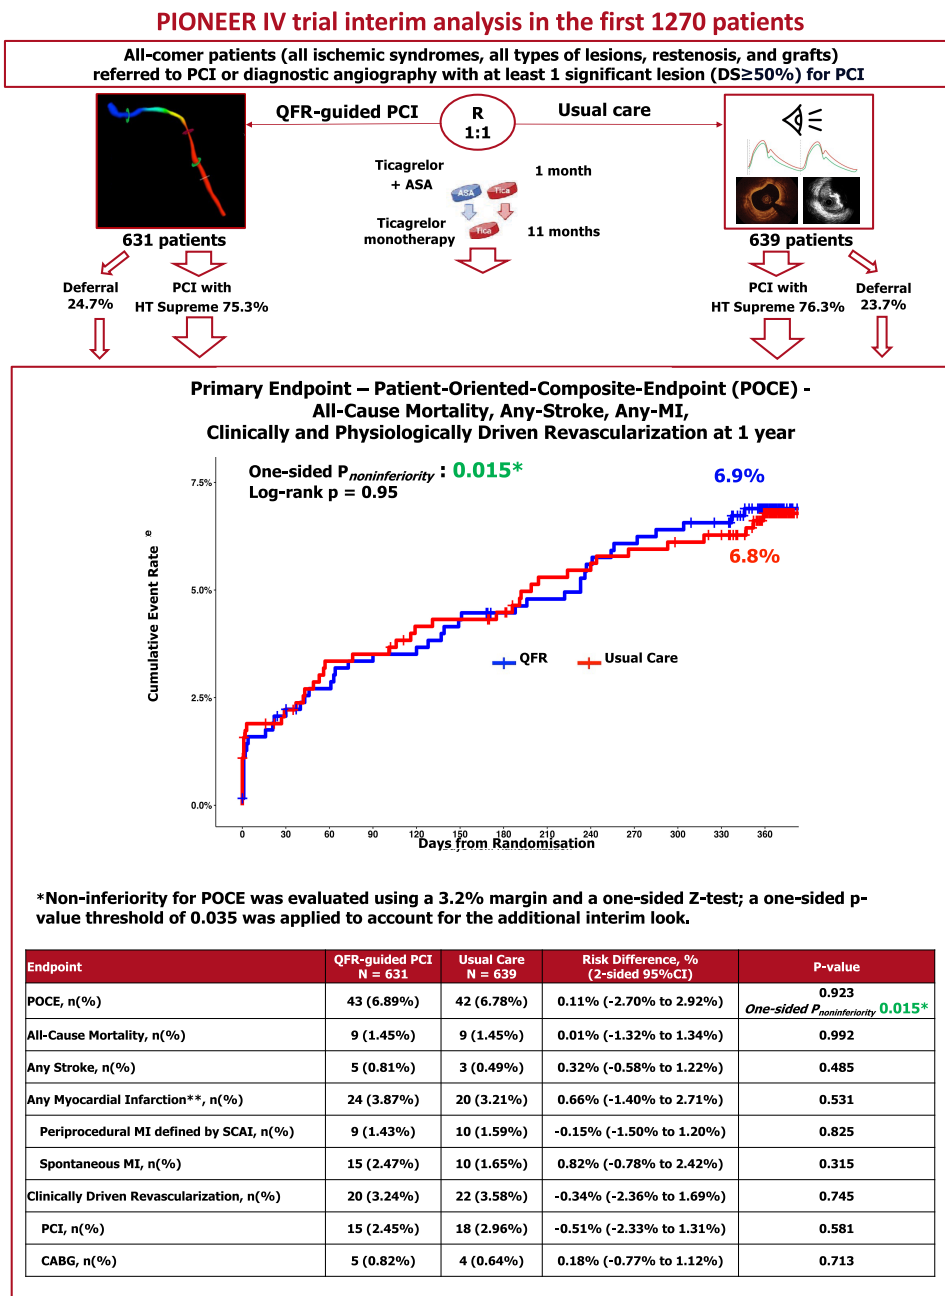 PIONEER IV trial interim analysis in the first 1270 patients
All-comer patients (all ischemic syndromes, all types of lesions, restenosis, and grafts)
referred to PCI or diagnostic angiography with at least 1 significant lesion (DS≥50%) for PCI
QFR-guided PCI
R
1:1
Usual care
Ticagrelor
+ ASA
ASA
Tica
1 month
Ticagrelor
monotherapy
Tica
11 months
631 patients
639 patients
Deferral
24.7%
PCI with
HT Supreme 75.3%
PCI with
HT Supreme 76.3%
Deferral
23.7%
Primary Endpoint – Patient-Oriented-Composite-Endpoint (POCE) -
All-Cause Mortality, Any-Stroke, Any-MI,
Clinically and Physiologically Driven Revascularization at 1 year
One-sided Pnoninferiority : 0.015*
Log-rank p = 0.95
6.9%
6.8%
7.5%
5.0%
2.5%
0.0%
Cumulative Event Rate
QFR
Usual Care
0 30 60 90 120 150 180 210 240 270 300 330 360
Days from Randomisation
*Non-inferiority for POCE was evaluated using a 3.2% margin and a one-sided Z-test; a one-sided p-
value threshold of 0.035 was applied to account for the additional interim look.
Endpoint QFR-guided PCI N = 631 Usual Care N = 639 Risk Difference, % (2-sided 95%CI) P-value
POCE, n(%) 43 (6.89%) 42 (6.78%) 0.11% (-2.70% to 2.92%) 0.923
One-sided Pnoninferiority 0.015*
All-Cause Mortality, n(%) 9 (1.45%) 9 (1.45%) 0.01% (-1.32% to 1.34%) 0.992
Any Stroke, n(%) 5 (0.81%) 3 (0.49%) 0.32% (-0.58% to 1.22%) 0.485
Any Myocardial Infarction**, n(%) 24 (3.87%) 20 (3.21%) 0.66% (-1.40% to 2.71%) 0.531
Periprocedural MI defined by SCAI, n(%) 9 (1.43%) 10 (1.59%) -0.15% (-1.50% to 1.20%) 0.825
Spontaneous MI, n(%) 15 (2.47%) 10 (1.65%) 0.82% (-0.78% to 2.42%) 0.315
Clinically Driven Revascularization, n(%) 20 (3.24%) 22 (3.58%) -0.34% (-2.36% to 1.69%) 0.745
PCI, n(%) 15 (2.45%) 18 (2.96%) -0.51% (-2.33% to 1.31%) 0.581
CABG, n(%) 5 (0.82%) 4 (0.64%) 0.18% (-0.77% to 1.12%) 0.713